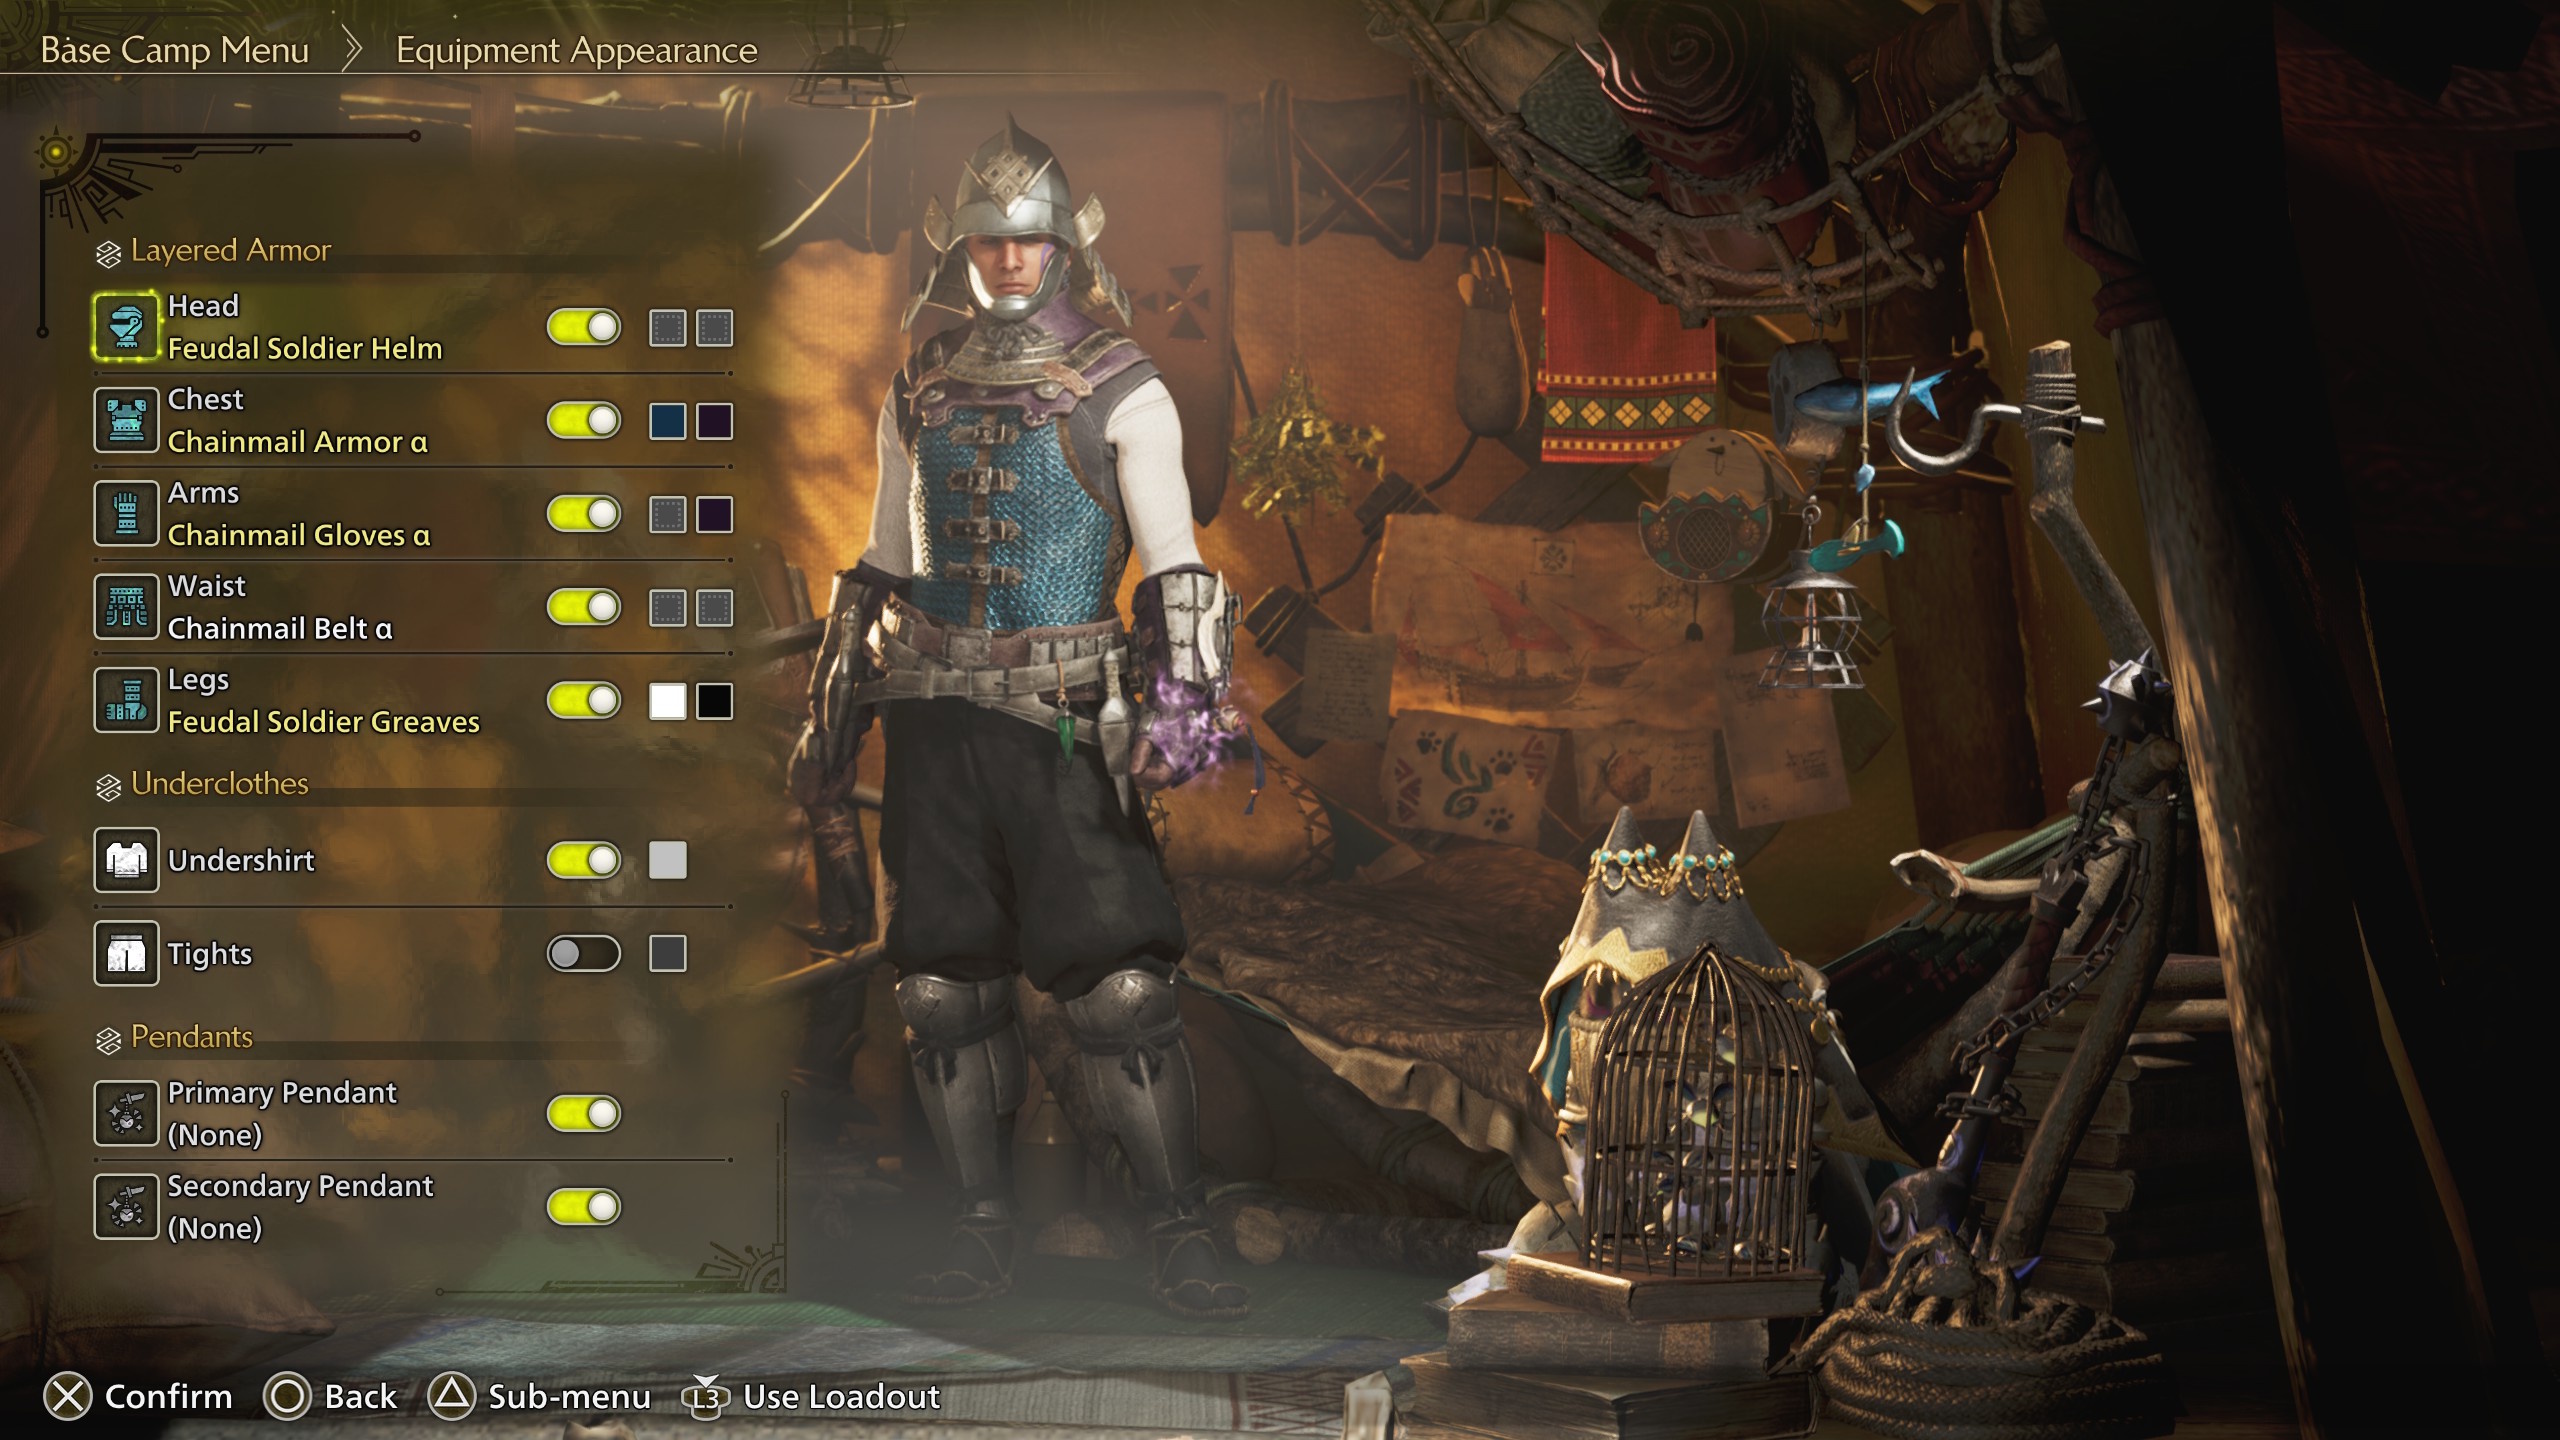 Base Camp Menu
Equipment Appearance
Layered Armor
Head
Feudal Soldier Helm
Chest
Chainmail Armor α
Arms
Chainmail Gloves α
Waist
Chainmail Belt α
Legs
Feudal Soldier Greaves
Underclothes
Undershirt
Tights
Pendants
Primary Pendant
(None)
Secondary Pendant
(None)
Confirm Back Sub-menu L3 Use Loadout